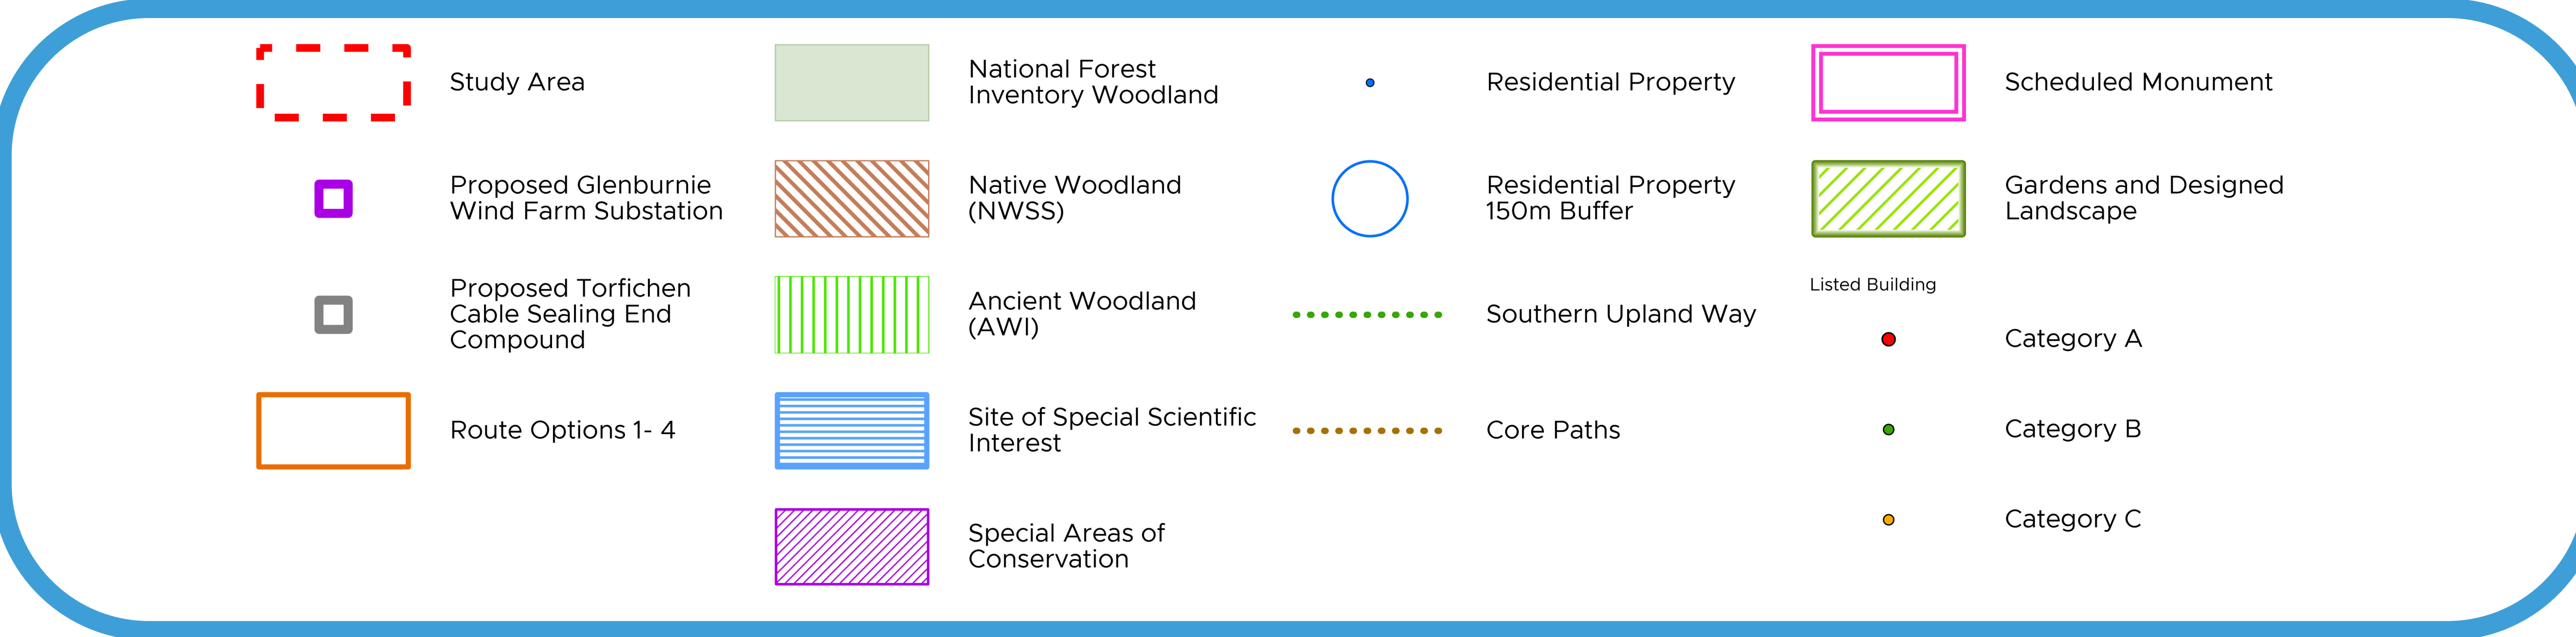 Study Area
Proposed Glenburnie
Wind Farm Substation
Proposed Torfichen
Cable Sealing End
Compound
Route Options 1- 4
National Forest
Inventory Woodland
Native Woodland
(NWSS)
Ancient Woodland
(AWI)
Site of Special Scientific
Interest
Special Areas of
Conservation
Residential Property
Residential Property
150m Buffer
Southern Upland Way
Core Paths
Scheduled Monument
Gardens and Designed
Landscape
Listed Building
Category A
Category B
Category C